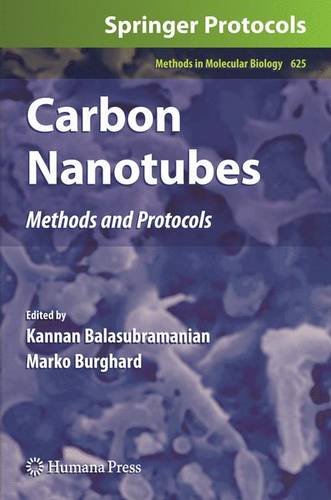 Springer Protocols
Methods in Molecular Biology 625
Carbon
Nanotubes
Methods and Protocols
Edited by
Kannan Balasubramanian
Marko Burghard
Humana Press